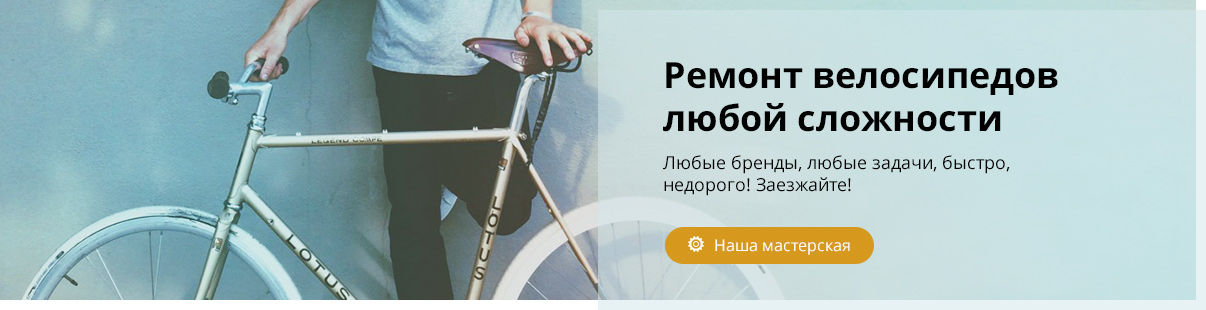 Ремонт велосипедов
любой сложности
Любые бренды, любые задачи, быстро,
недорого! Заезжайте!
Наша мастерская
LEGEND COMPE
LOTUS
LOTUS